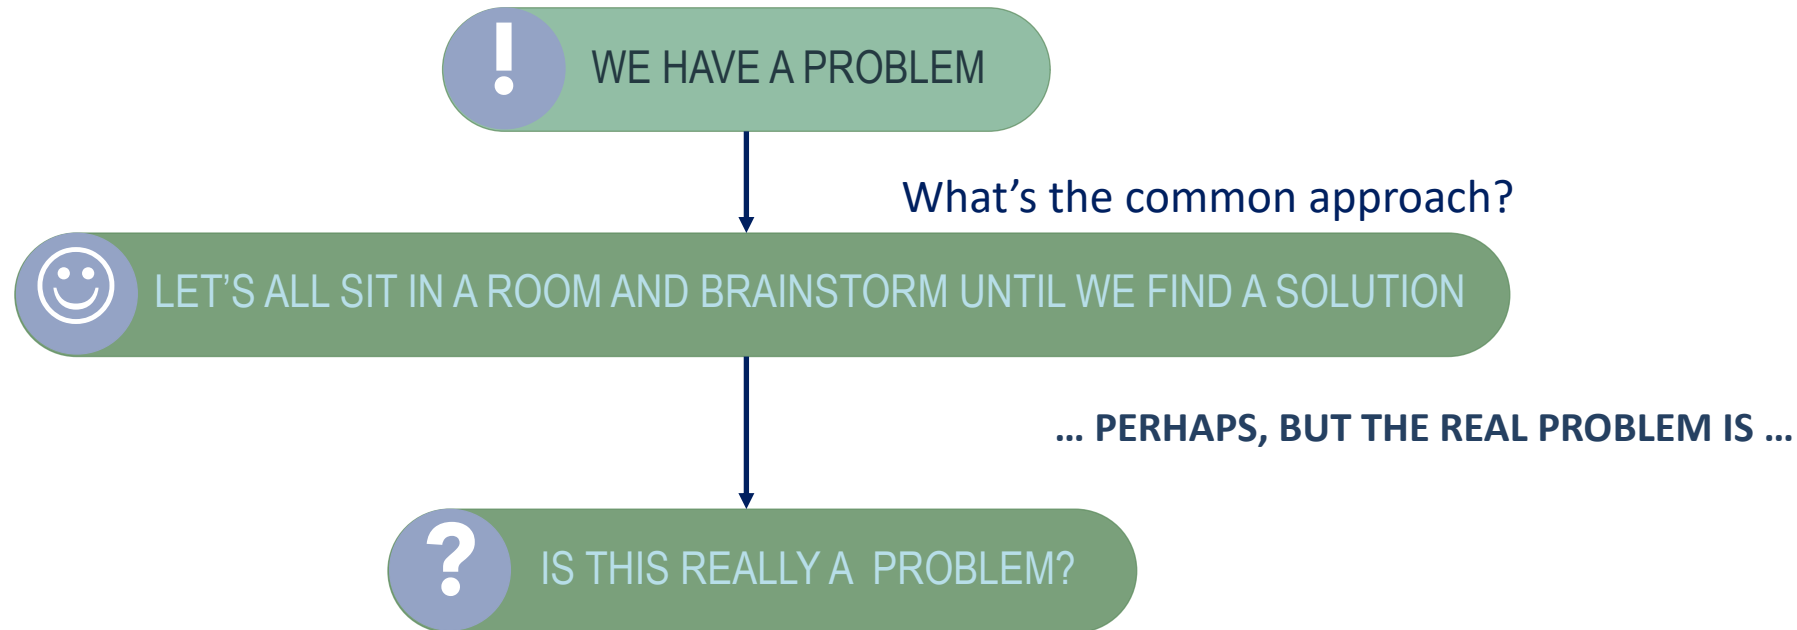 ! WE HAVE A PROBLEM
What’s the common approach?
LET’S ALL SIT IN A ROOM AND BRAINSTORM UNTIL WE FIND A SOLUTION
... PERHAPS, BUT THE REAL PROBLEM IS ...
? IS THIS REALLY A PROBLEM?